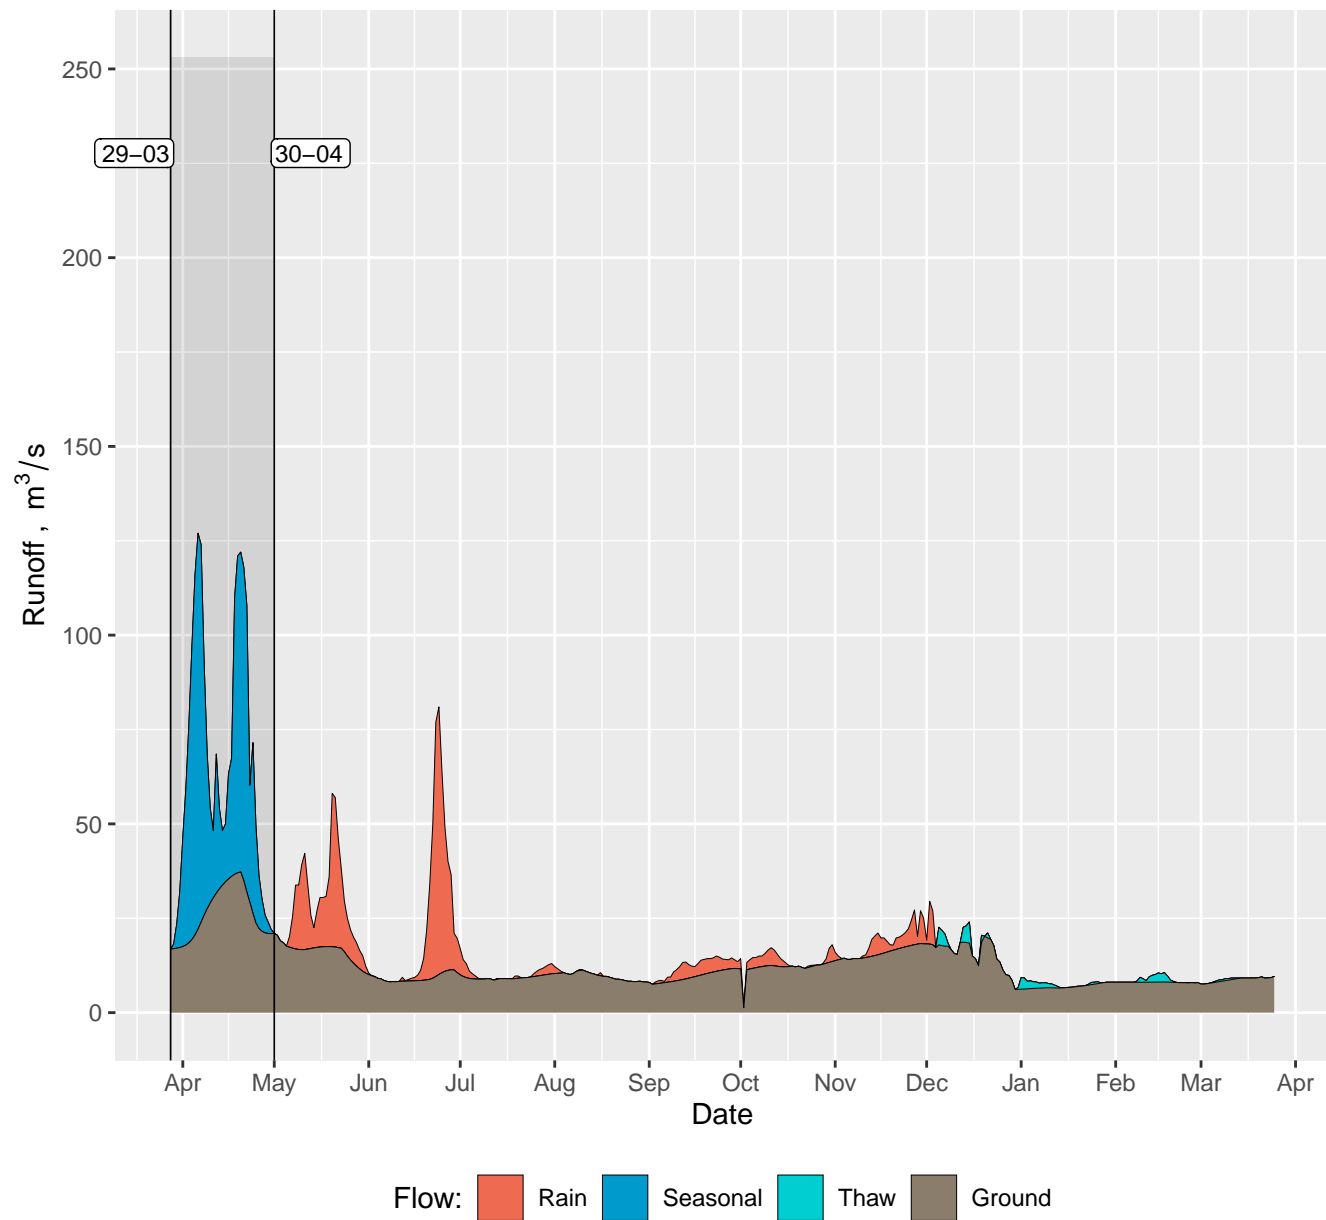 250
200
150
100
50
0
Runoff , m³/s
29−03
30−04
Apr May Jun Jul Aug Sep Oct Nov Dec Jan Feb Mar Apr
Date
Flow: Rain Seasonal Thaw Ground